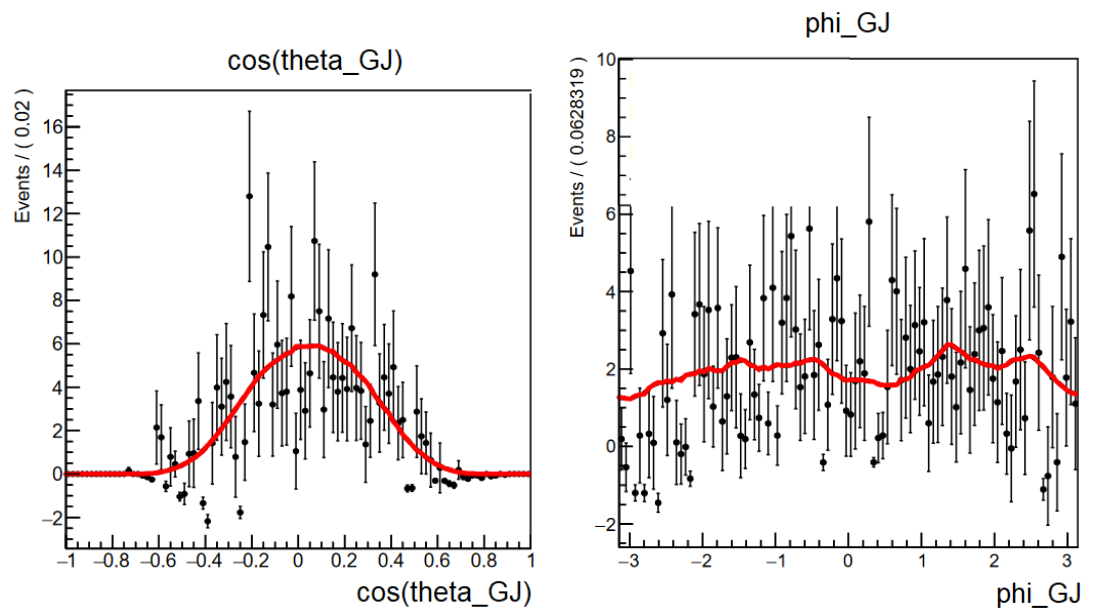 cos(theta_GJ)
Events / ( 0.02 )
16
14
12
10
8
6
4
2
0
−2
−1 −0.8 −0.6 −0.4 −0.2 0 0.2 0.4 0.6 0.8 1
cos(theta_GJ)
phi_GJ
Events / ( 0.0628319 )
10
8
6
4
2
0
−2
−3 −2 −1 0 1 2 3
phi_GJ